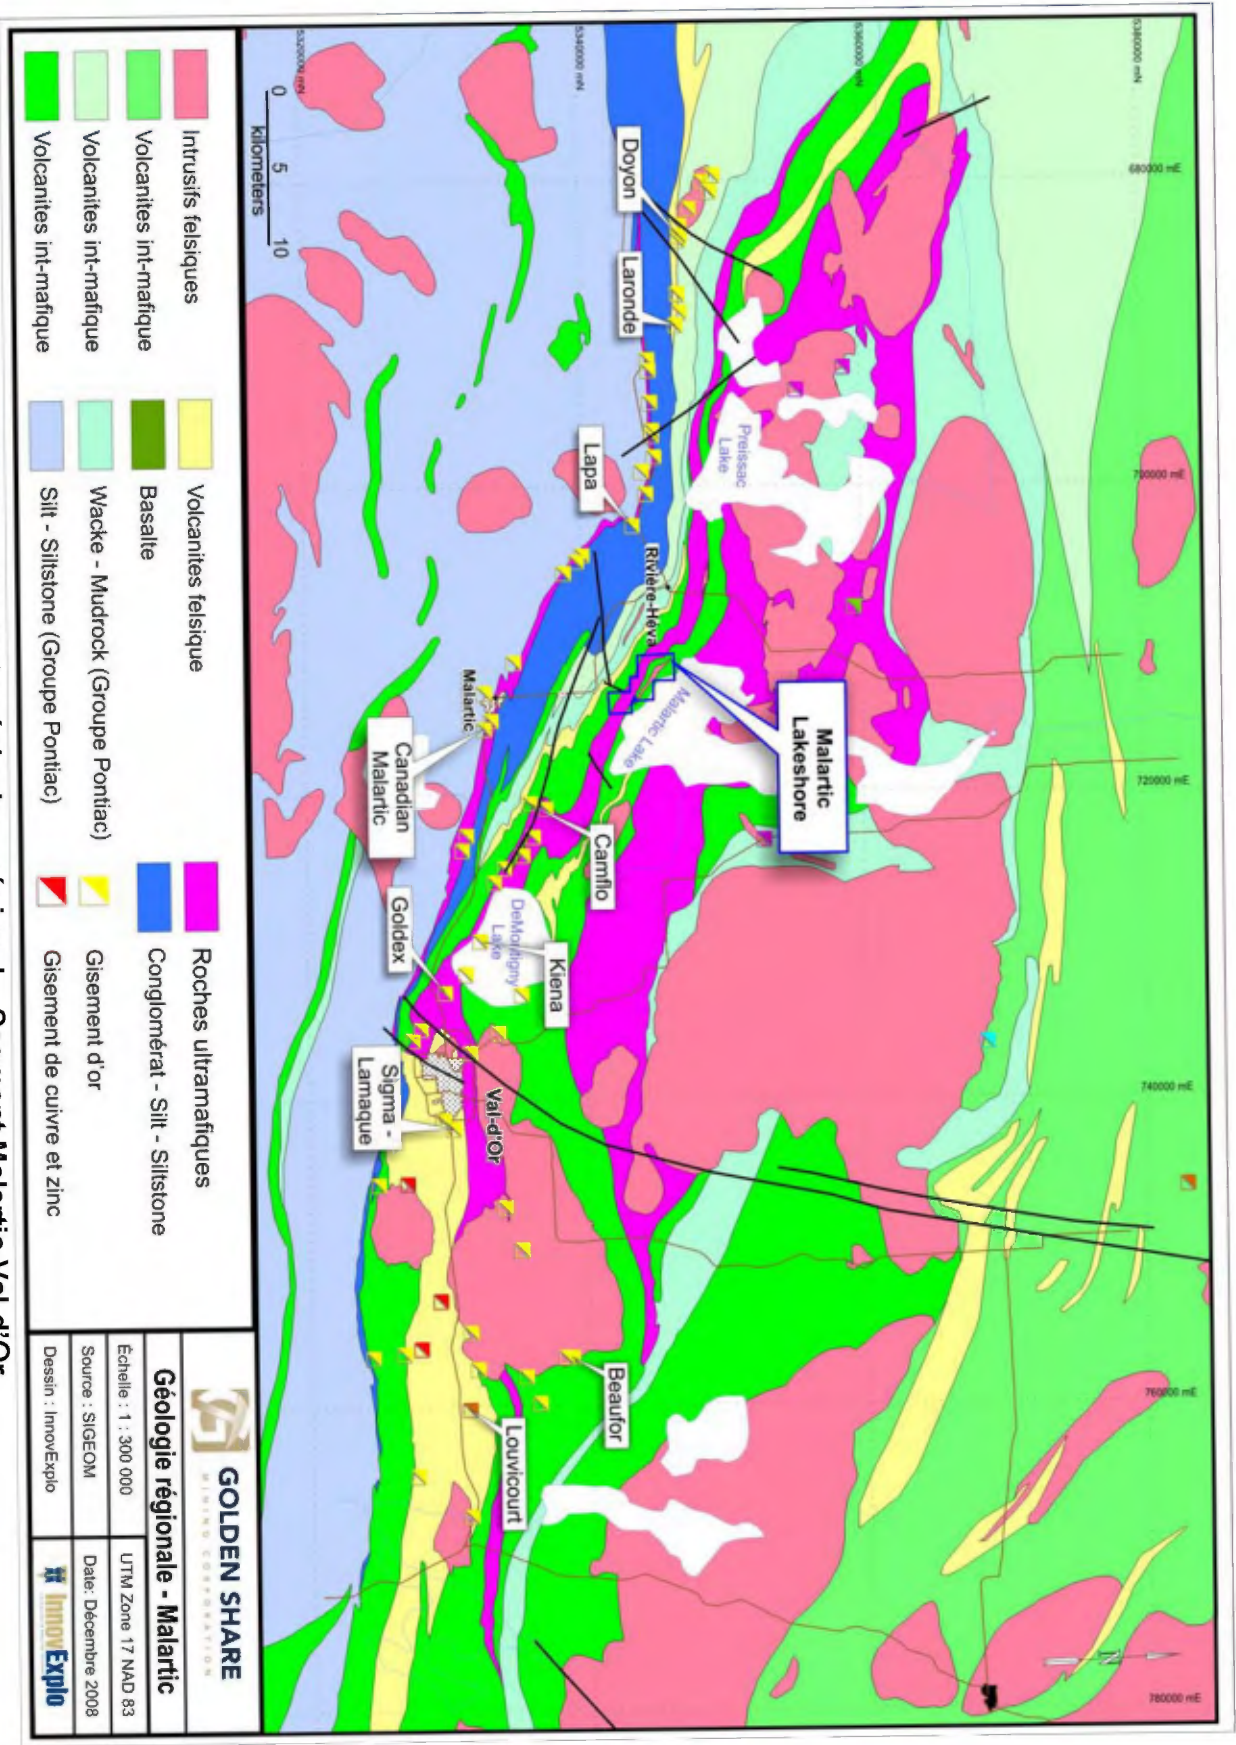 680000 mE
700000 mE
720000 mE
740000 mE
760000 mE
780000 mE
5380000 mN
5360000 mN
5340000 mN
5320000 mN
N
Malartic
Lakeshore
Preissac
Lake
Malartic Lake
Rivière-Héva
Doyon
Laronde
Lapa
Malartic
Canadian
Malartic
Camflo
DeMontigny
Lake
Kiena
Goldex
Val-d'Or
Sigma -
Lamaque
Beaufor
Louvicourt
0 5 10
kilometers
Intrusifs felsiques
Volcanites int-mafique
Volcanites int-mafique
Volcanites int-mafique
Volcanites felsique
Basalte
Wacke - Mudrock (Groupe Pontiac)
Silt - Siltstone (Groupe Pontiac)
Roches ultramafiques
Conglomérat - Silt - Siltstone
Gisement d'or
Gisement de cuivre et zinc
GOLDEN SHARE
MINING CORPORATION
Géologie régionale - Malartic
Échelle : 1 : 300 000
UTM Zone 17 NAD 83
Source : SIGEOM
Date: Décembre 2008
Dessin : InnovExplo
InnovExplo
Malartic Val-d'Or